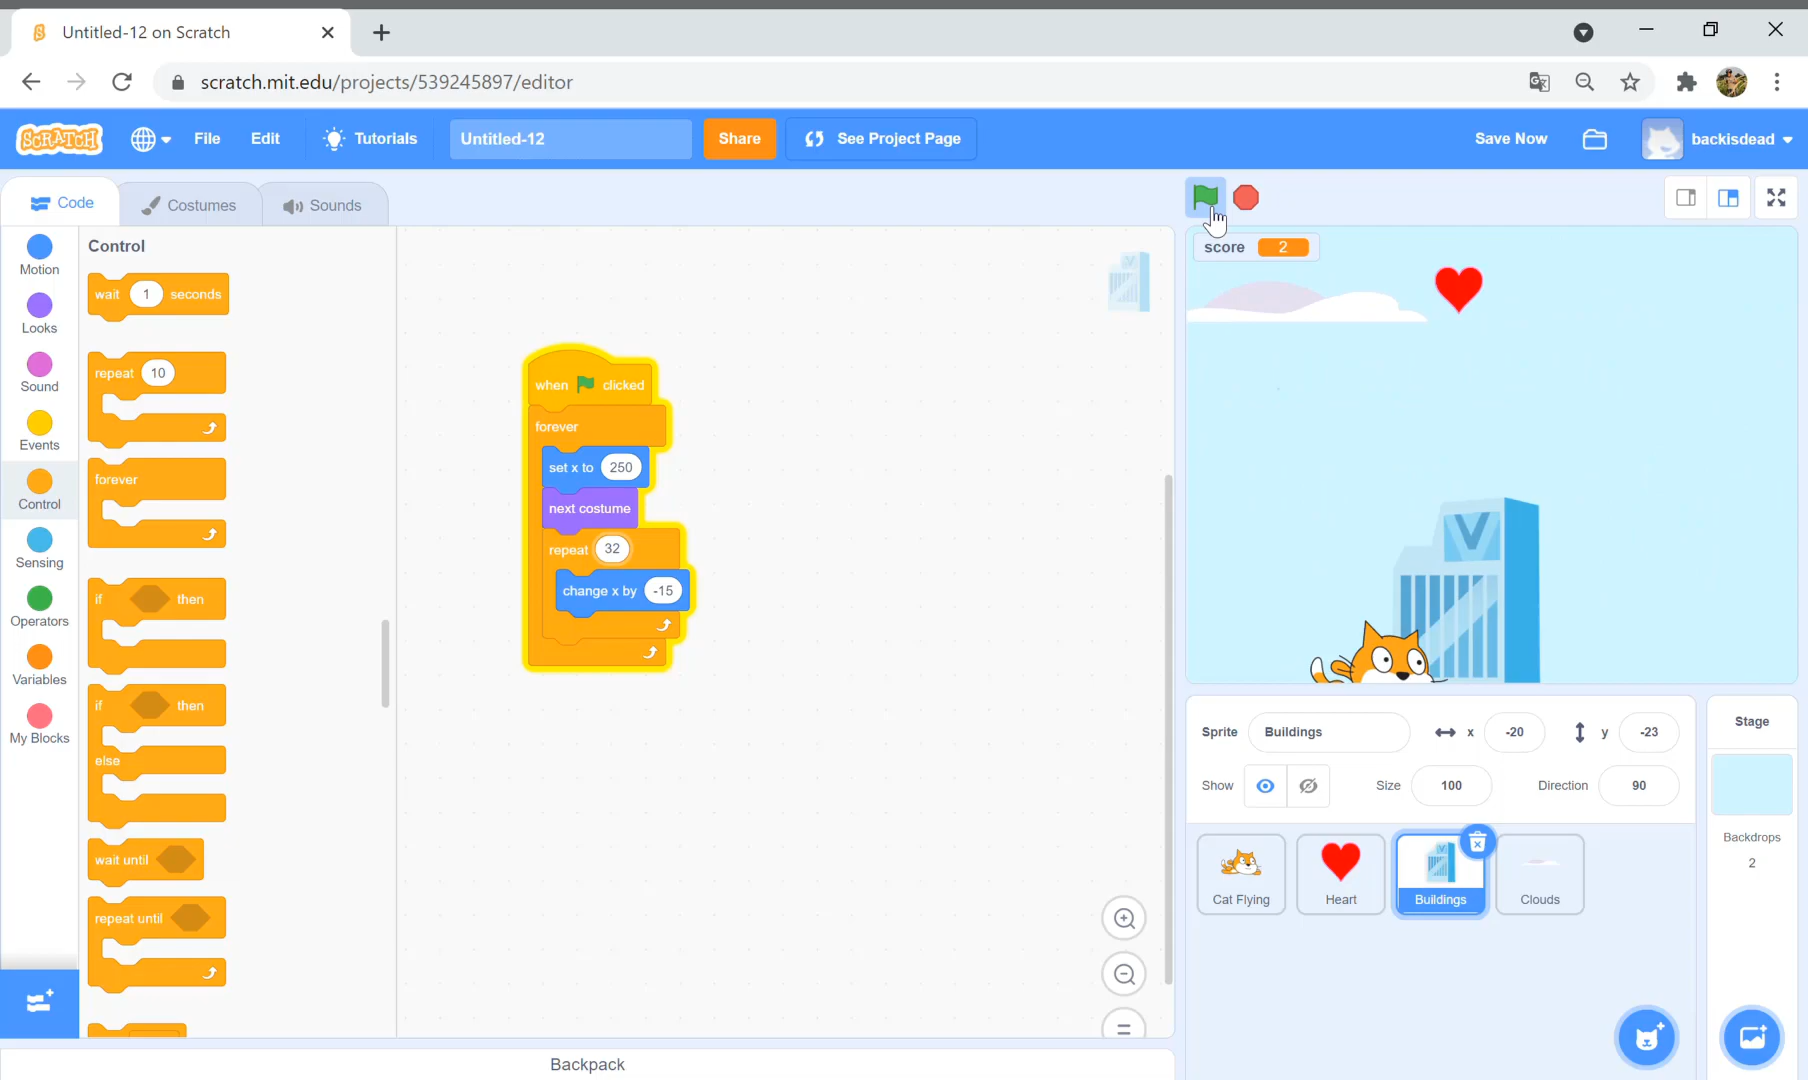 Untitled-12 on Scratch
scratch.mit.edu/projects/539245897/editor
SCRATCH
File
Edit
Tutorials
Untitled-12
Share
See Project Page
Save Now
backisdead
Code
Costumes
Sounds
Motion
Looks
Sound
Events
Control
Sensing
Operators
Variables
My Blocks
Control
wait 1 seconds
repeat 10
forever
if then
if then
else
wait until
repeat until
when clicked
forever
set x to 250
next costume
repeat 32
change x by -15
Backpack
score 2
V
Sprite Buildings x -20 y -23
Show Size 100 Direction 90
Cat Flying
Heart
Buildings
Clouds
Stage
Backdrops
2